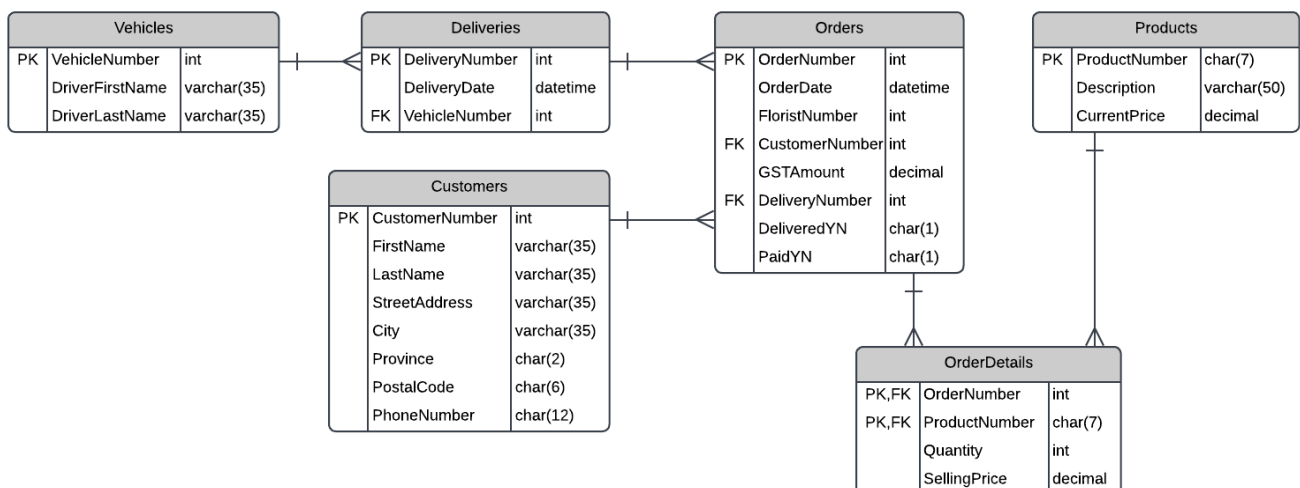 Vehicles
PK VehicleNumber int
DriverFirstName varchar(35)
DriverLastName varchar(35)
Deliveries
PK DeliveryNumber int
DeliveryDate datetime
FK VehicleNumber int
Orders
PK OrderNumber int
OrderDate datetime
FloristNumber int
FK CustomerNumber int
GSTAmount decimal
FK DeliveryNumber int
DeliveredYN char(1)
PaidYN char(1)
Products
PK ProductNumber char(7)
Description varchar(50)
CurrentPrice decimal
Customers
PK CustomerNumber int
FirstName varchar(35)
LastName varchar(35)
StreetAddress varchar(35)
City varchar(35)
Province char(2)
PostalCode char(6)
PhoneNumber char(12)
OrderDetails
PK,FK OrderNumber int
PK,FK ProductNumber char(7)
Quantity int
SellingPrice decimal